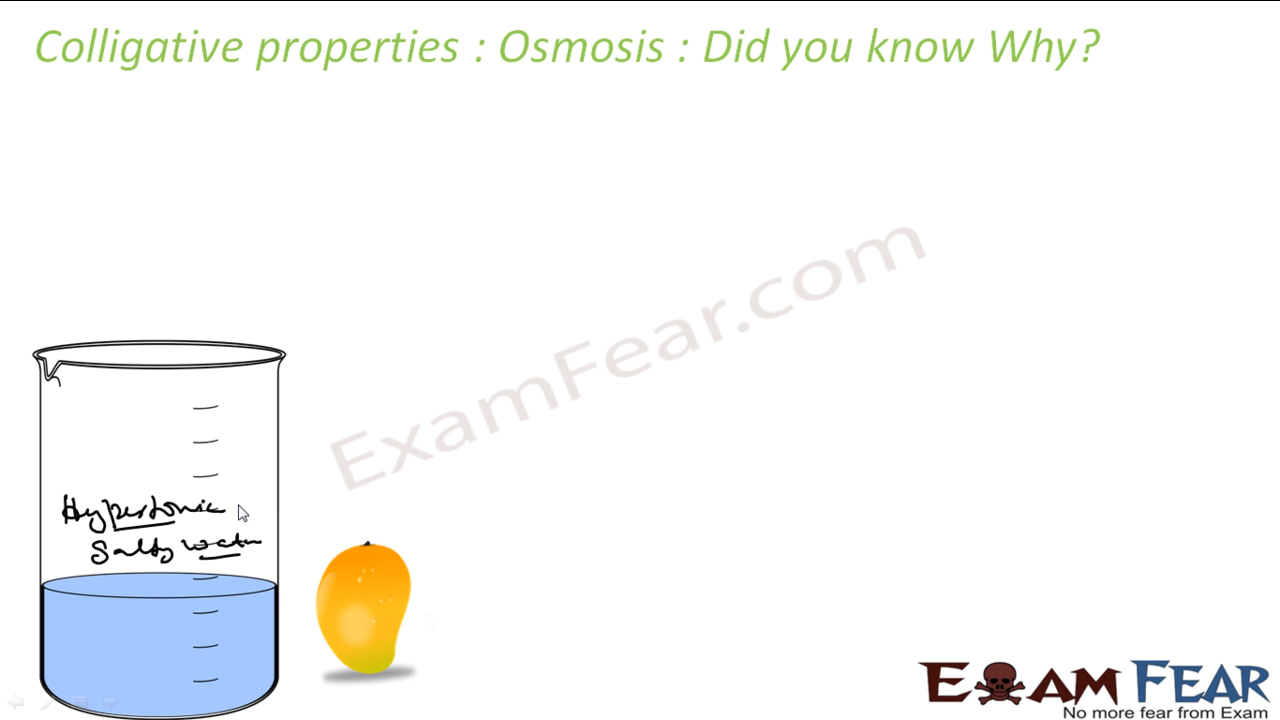 Colligative properties : Osmosis : Did you know Why?
ExamFear.com
Hypertonic
Salty water
EXAM FEAR
No more fear from Exam